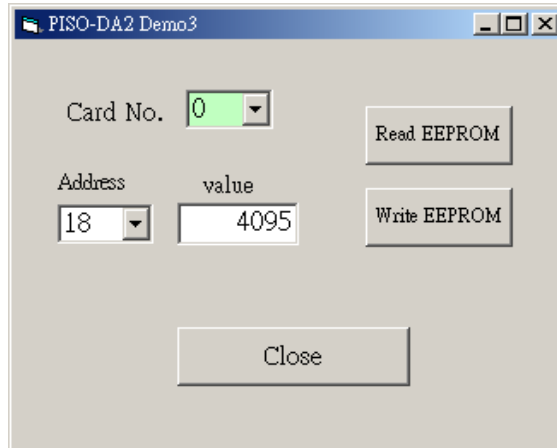 PISO-DA2 Demo3
Card No. 0
Read EEPROM
Address value
18 4095
Write EEPROM
Close